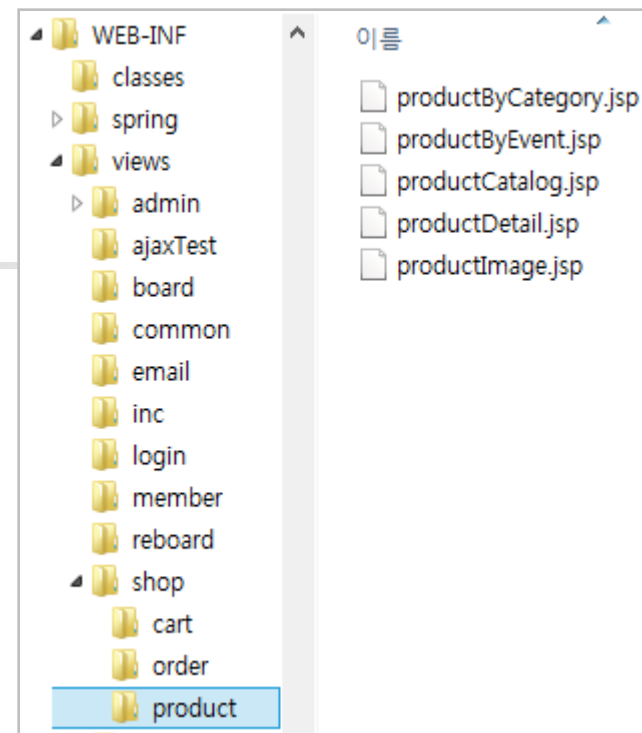 WEB-INF
classes
spring
views
admin
ajaxTest
board
common
email
inc
login
member
reboard
shop
cart
order
product
이름
productByCategory.jsp
productByEvent.jsp
productCatalog.jsp
productDetail.jsp
productImage.jsp